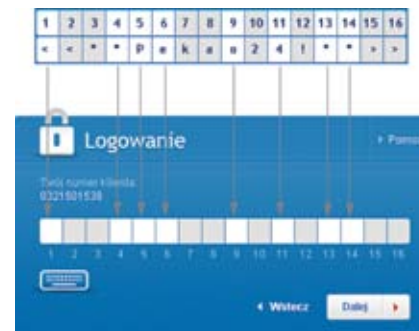 1 2 3 4 5 6 7 8 9 10 11 12 13 14 15 16
< < * * P e k a o 2 4 ! * * > >
Logowanie
Pomoc
Twój numer klienta:
0321501538
1 2 3 4 5 6 7 8 9 10 11 12 13 14 15 16
Wstecz Dalej